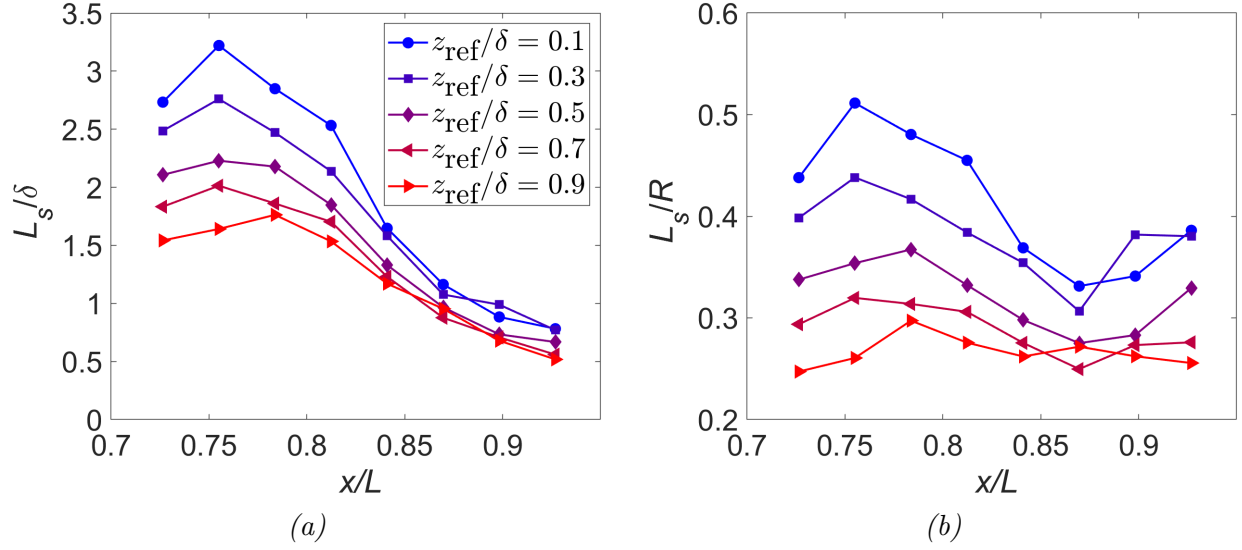 3.5
3
2.5
2
1.5
1
0.5
0
0.7
0.75
0.8
0.85
0.9
L_s/δ
x/L
z_ref/δ = 0.1
z_ref/δ = 0.3
z_ref/δ = 0.5
z_ref/δ = 0.7
z_ref/δ = 0.9
(a)
0.6
0.5
0.4
0.3
0.2
0.7
0.75
0.8
0.85
0.9
L_s/R
x/L
(b)